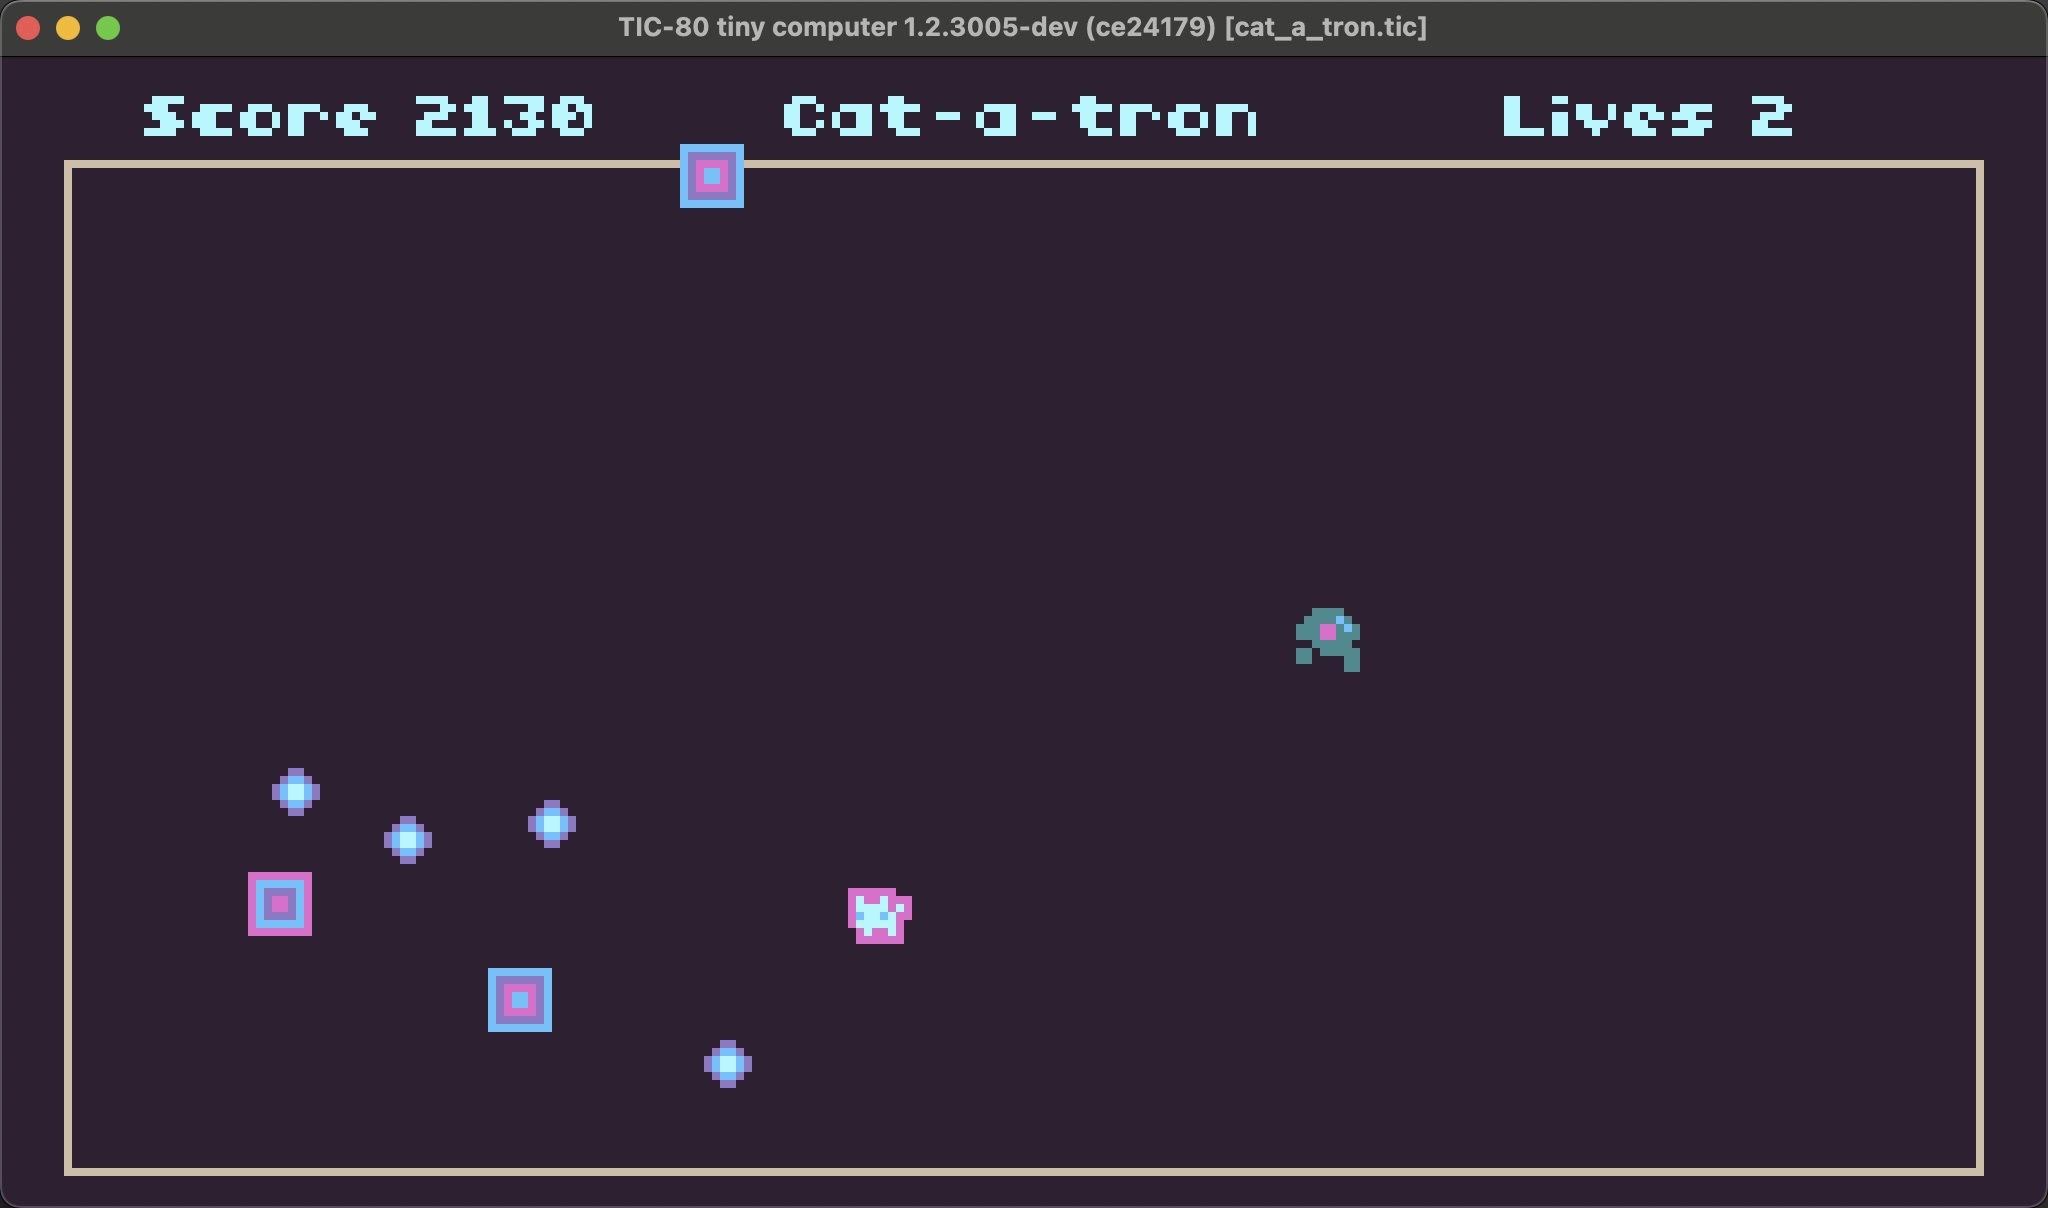 TIC-80 tiny computer 1.2.3005-dev (ce24179) [cat_a_tron.tic]
Score 2130 Cat-a-tron Lives 2